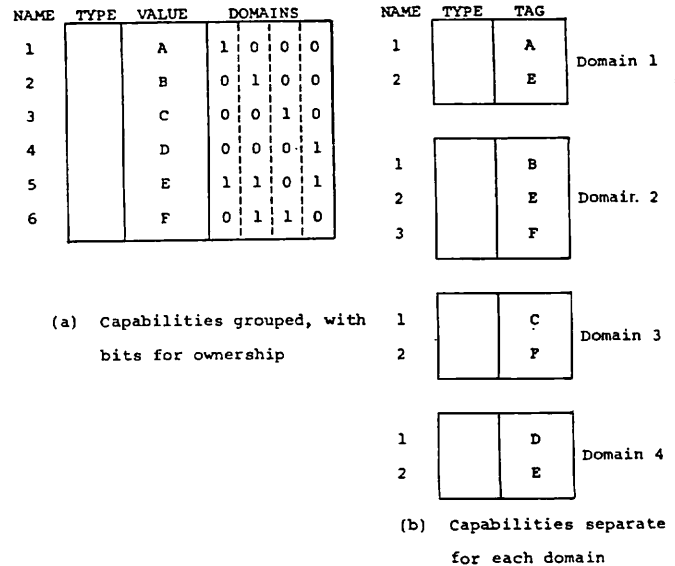 NAME TYPE VALUE DOMAINS
1 A 1 0 0 0
2 B 0 1 0 0
3 C 0 0 1 0
4 D 0 0 0 1
5 E 1 1 0 1
6 F 0 1 1 0
(a) Capabilities grouped, with
bits for ownership
NAME TYPE TAG
1 A
2 E
Domain 1
1 B
2 E
3 F
Domair. 2
1 C
2 F
Domain 3
1 D
2 E
Domain 4
(b) Capabilities separate
for each domain